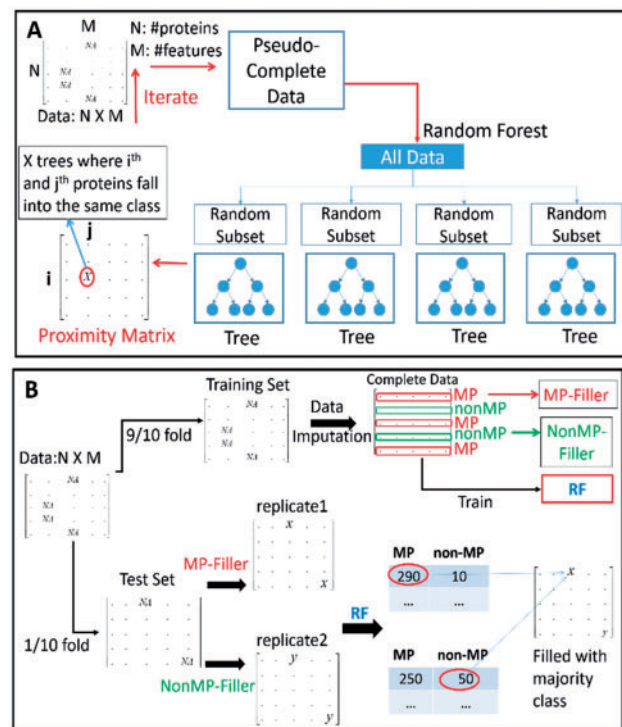 A
M
N: #proteins
M: #features
NA
N
NA
NA
NA
Data: N X M
Iterate
Pseudo-
Complete
Data
Random Forest
All Data
X trees where iᵗʰ
and jᵗʰ proteins fall
into the same class
Random
Subset
Random
Subset
Random
Subset
Random
Subset
j
i
x
Proximity Matrix
Tree
Tree
Tree
Tree
B
Training Set
NA
NA
NA
9/10 fold
Data
Imputation
Complete Data
MP
nonMP
MP
nonMP
MP
MP-Filler
NonMP-
Filler
Train
RF
Data:N X M
NA
NA
NA
NA
1/10 fold
Test Set
NA
NA
MP-Filler
NonMP-Filler
replicate1
x
x
replicate2
y
y
RF
MP non-MP
290 10
... ...
MP non-MP
250 50
... ...
x
y
Filled with
majority
class